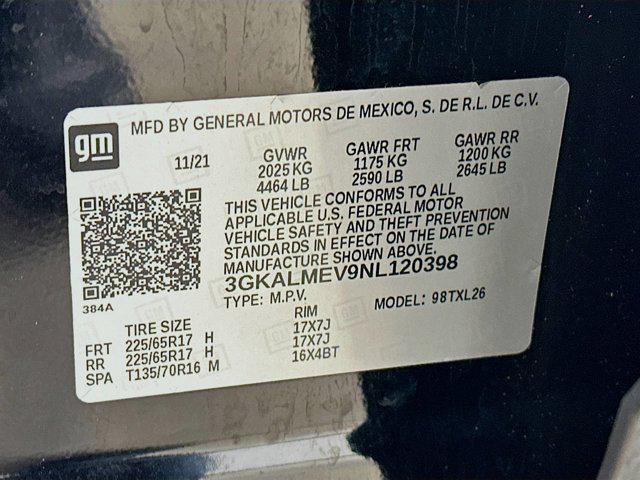 gm
MFD BY GENERAL MOTORS DE MEXICO, S. DE R.L. DE C.V.
11/21 GVWR GAWR FRT GAWR RR
2025 KG 1175 KG 1200 KG
4464 LB 2590 LB 2645 LB
THIS VEHICLE CONFORMS TO ALL
APPLICABLE U.S. FEDERAL MOTOR
VEHICLE SAFETY AND THEFT PREVENTION
STANDARDS IN EFFECT ON THE DATE OF
MANUFACTURE SHOWN ABOVE.
3GKALMEV9NL120398
384A
TYPE: M.P.V. MODEL: 98TXL26
TIRE SIZE RIM
FRT 225/65R17 H 17X7J
RR 225/65R17 H 17X7J
SPA T135/70R16 M 16X4BT